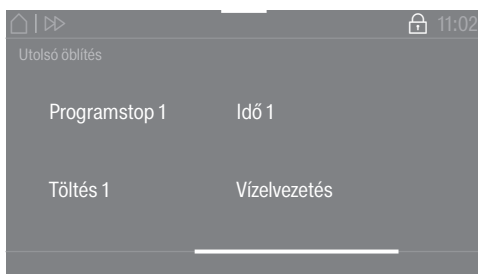 11:02
Utolsó öblítés
Programstop 1
Idő 1
Töltés 1
Vízelvezetés